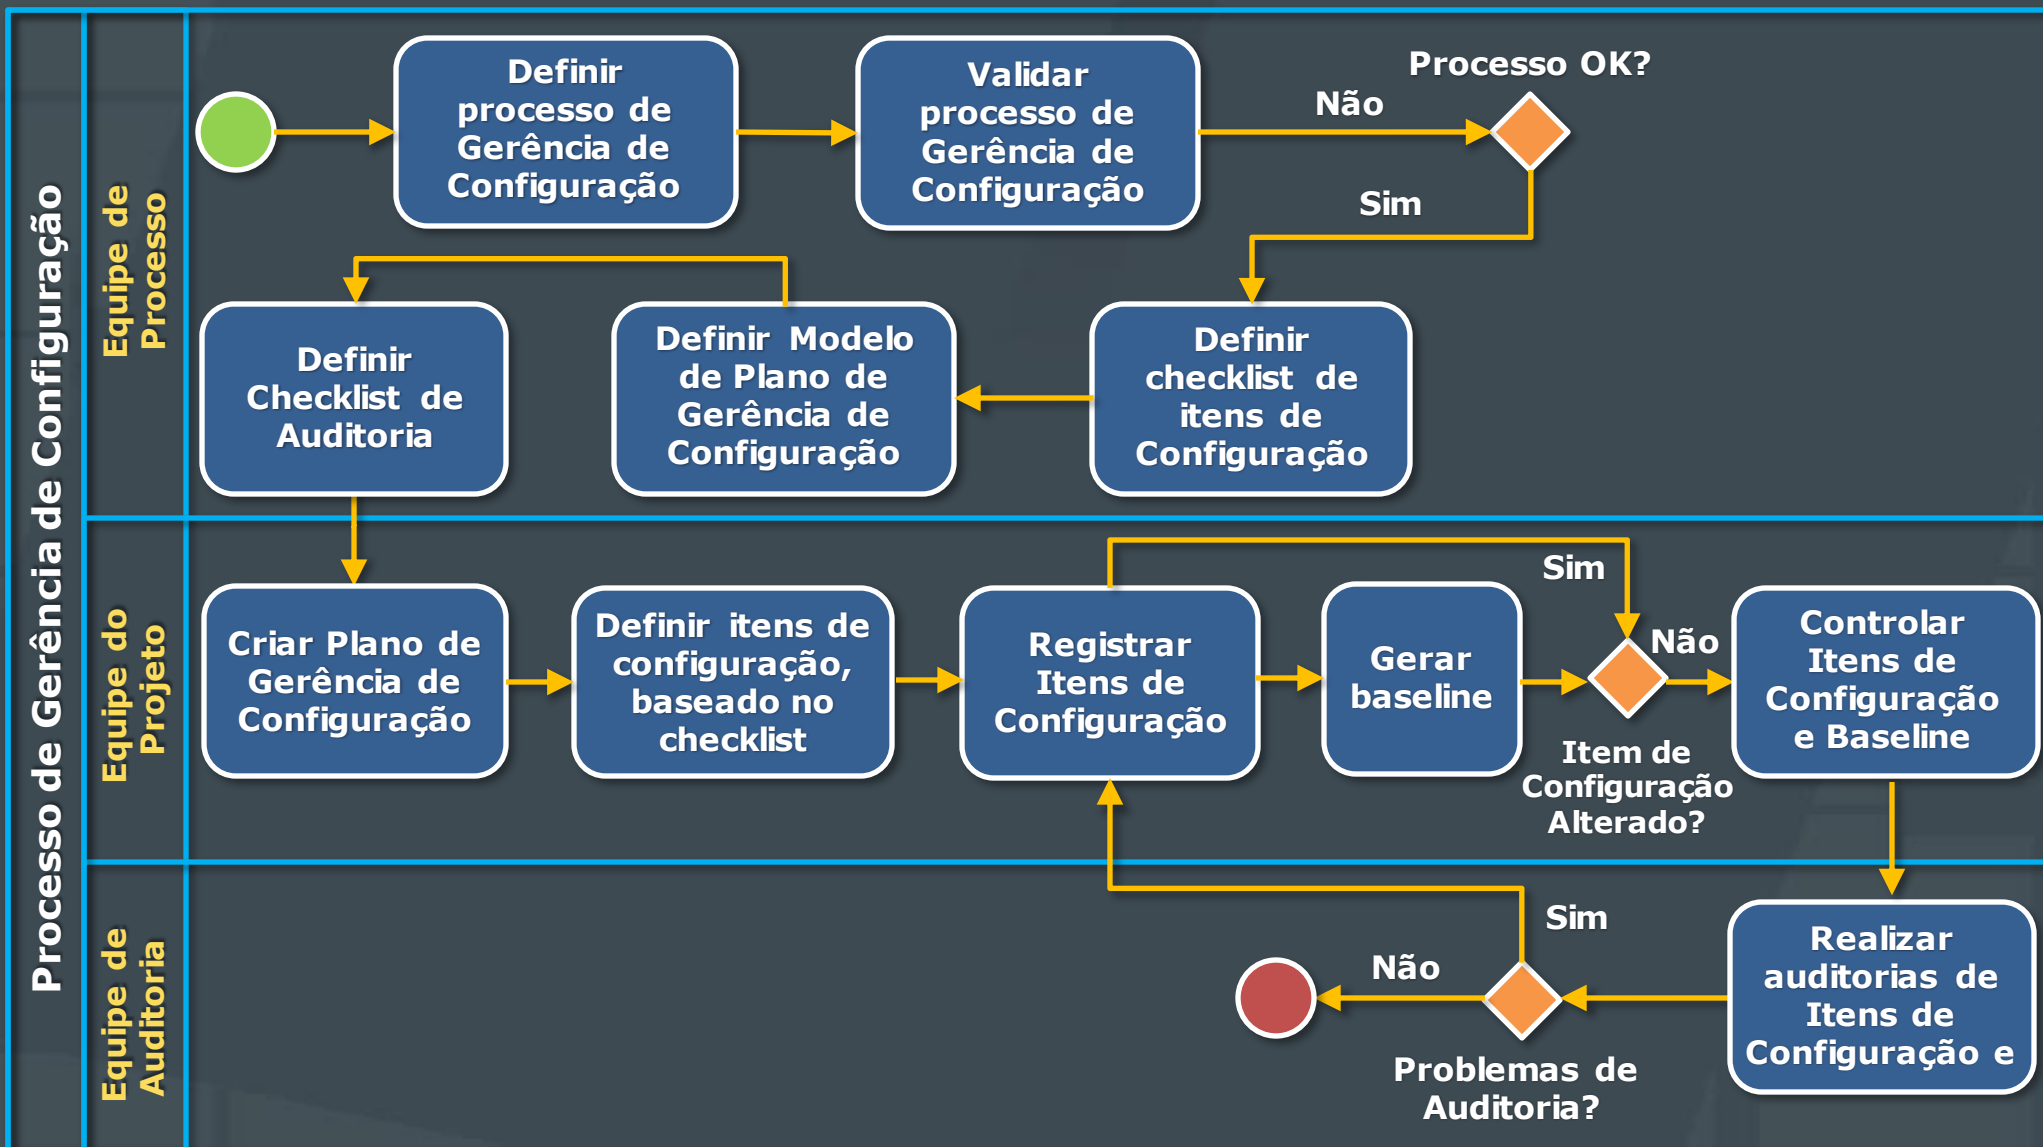 Processo de Gerência de Configuração
Equipe de
Processo
Definir
processo de
Gerência de
Configuração
Validar
processo de
Gerência de
Configuração
Processo OK?
Não
Sim
Definir
Checklist de
Auditoria
Definir Modelo
de Plano de
Gerência de
Configuração
Definir
checklist de
itens de
Configuração
Equipe do
Projeto
Criar Plano de
Gerência de
Configuração
Definir itens de
configuração,
baseado no
checklist
Registrar
Itens de
Configuração
Gerar
baseline
Sim
Não
Item de
Configuração
Alterado?
Controlar
Itens de
Configuração
e Baseline
Equipe de
Auditoria
Não
Sim
Problemas de
Auditoria?
Realizar
auditorias de
Itens de
Configuração e